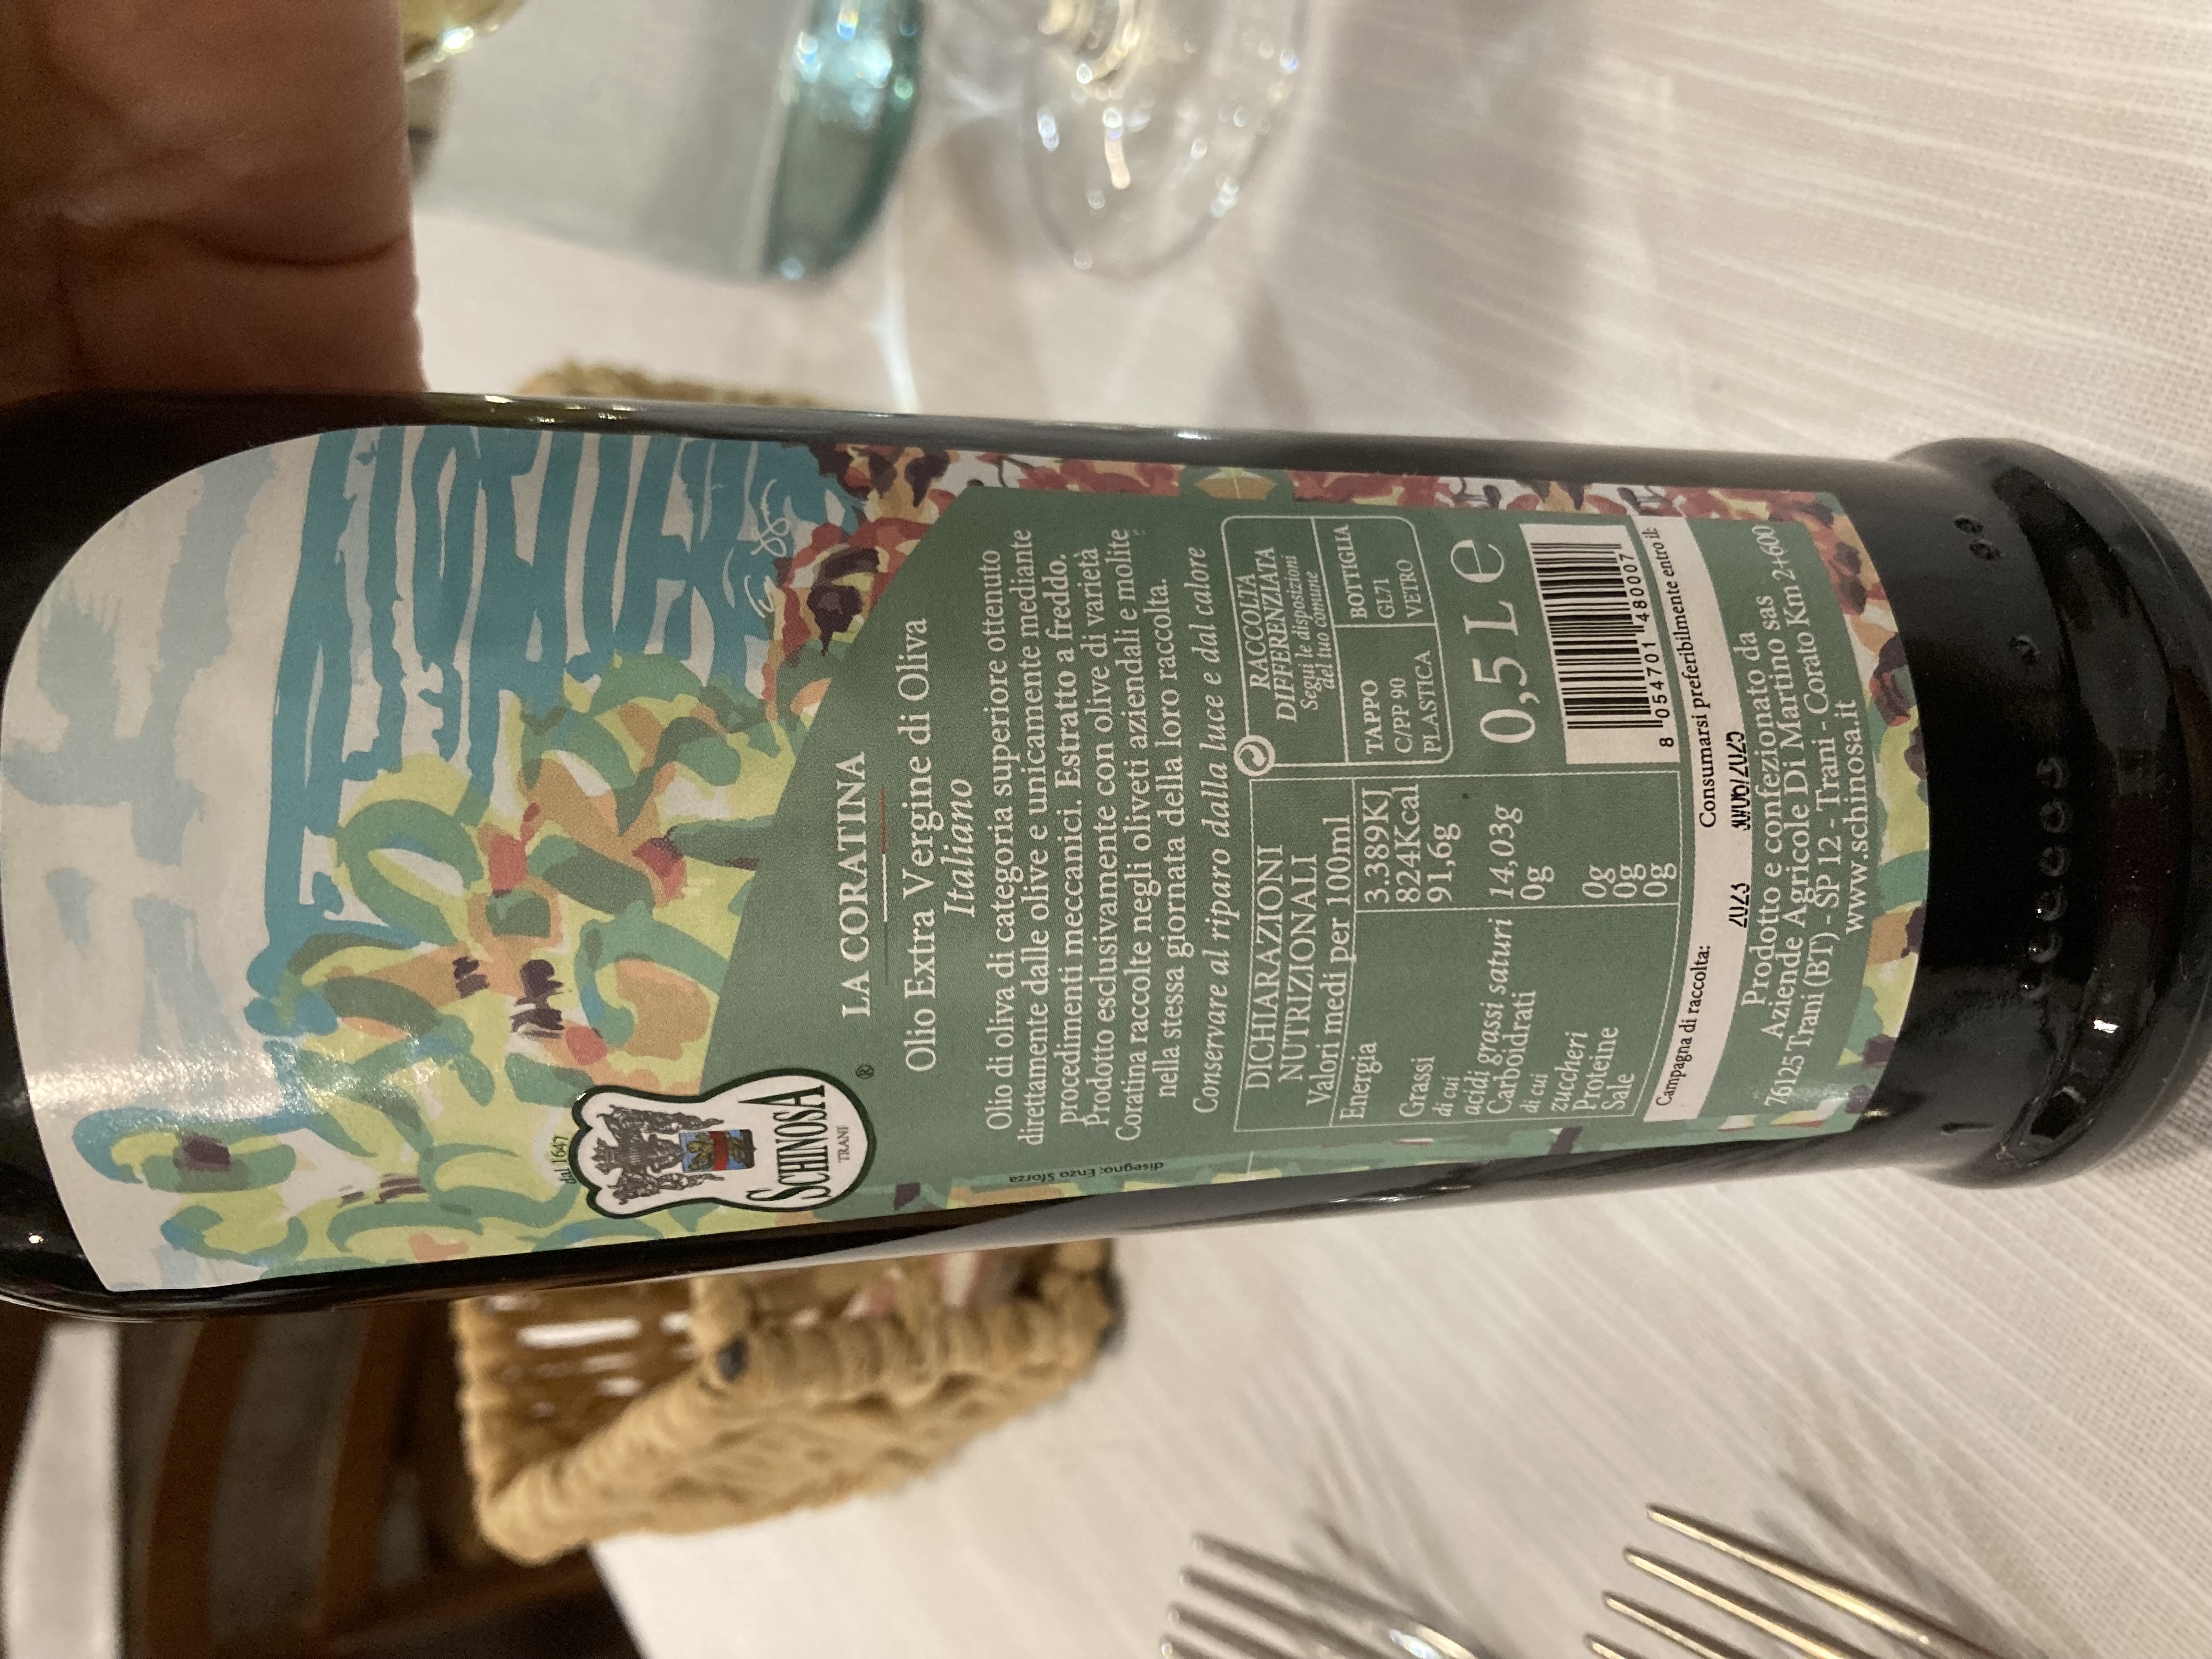 dal 1647
SCHINOSA
TRANI
®
LA CORATINA
Olio Extra Vergine di Oliva
Italiano
Olio di oliva di categoria superiore ottenuto
direttamente dalle olive e unicamente mediante
procedimenti meccanici. Estratto a freddo.
Prodotto esclusivamente con olive di varietà
Coratina raccolte negli oliveti aziendali e molite
nella stessa giornata della loro raccolta.
Conservare al riparo dalla luce e dal calore
DICHIARAZIONI
NUTRIZIONALI
Valori medi per 100ml
Energia 3.389KJ
824Kcal
Grassi 91,6g
di cui
acidi grassi saturi 14,03g
Carboidrati 0g
di cui
zuccheri 0g
Proteine 0g
Sale 0g
RACCOLTA
DIFFERENZIATA
Segui le disposizioni
del tuo comune
TAPPO BOTTIGLIA
C/PP 90 GL71
PLASTICA VETRO
0,5 L e
8 054701 480007
Campagna di raccolta: Consumarsi preferibilmente entro il:
2023 30/06/2025
Prodotto e confezionato da
Aziende Agricole Di Martino sas
76125 Trani (BT) - SP 12 - Trani - Corato Km 2+600
www.schinosa.it
disegno: Enzo Sforza